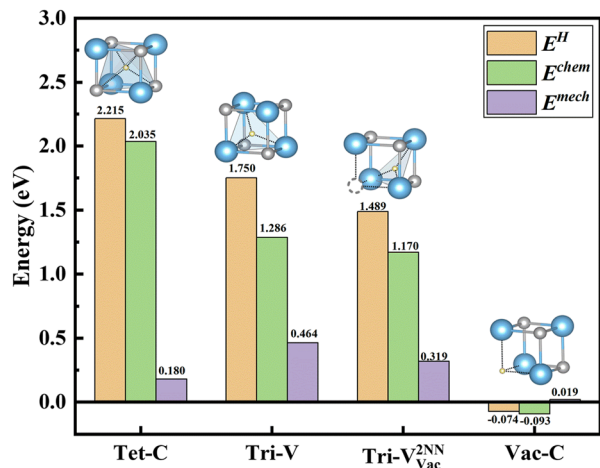 3.0
2.5
2.0
1.5
1.0
0.5
0.0
Energy (eV)
E^H
E^chem
E^mech
2.215
2.035
0.180
1.750
1.286
0.464
1.489
1.170
0.319
-0.074
-0.093
0.019
Tet-C
Tri-V
Tri-V^2NN_Vac
Vac-C